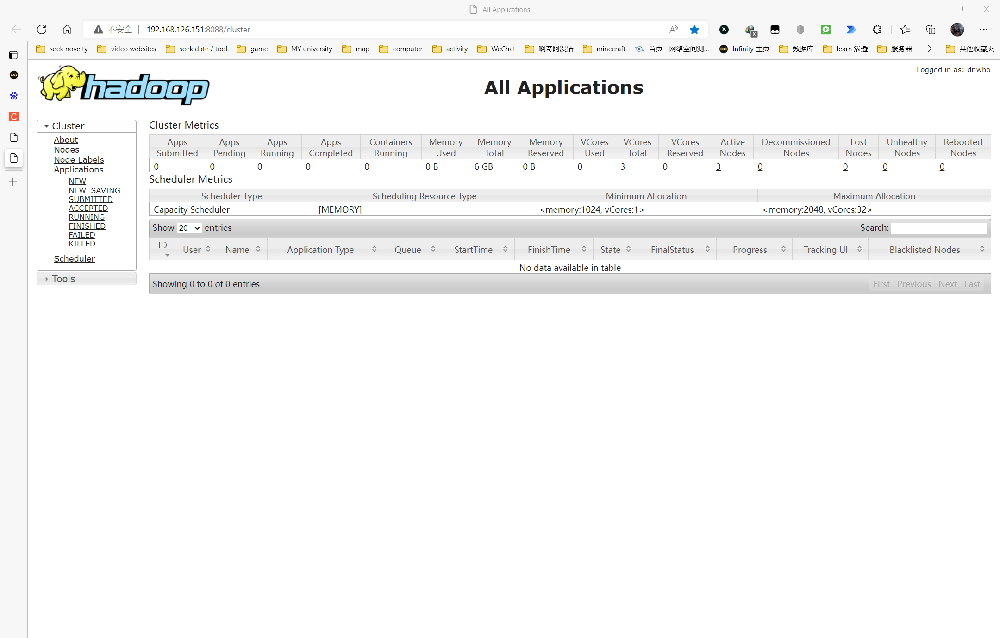 All Applications
不安全 192.168.126.151:8088/cluster
seek novelty video websites seek date / tool game MY university map computer activity WeChat 啊奇阿没错 minecraft 首页 - 网络空间测... Infinity 主页 数据库 learn 渗透 服务器 其他收藏夹
Logged in as: dr.who
hadoop
All Applications
Cluster
About
Nodes
Node Labels
Applications
NEW
NEW_SAVING
SUBMITTED
ACCEPTED
RUNNING
FINISHED
FAILED
KILLED
Scheduler
Tools
Cluster Metrics
Apps Submitted Apps Pending Apps Running Apps Completed Containers Running Memory Used Memory Total Memory Reserved VCores Used VCores Total VCores Reserved Active Nodes Decommissioned Nodes Lost Nodes Unhealthy Nodes Rebooted Nodes
0 0 0 0 0 0 B 6 GB 0 B 0 3 0 3 0 0 0 0
Scheduler Metrics
Scheduler Type Scheduling Resource Type Minimum Allocation Maximum Allocation
Capacity Scheduler [MEMORY] <memory:1024, vCores:1> <memory:2048, vCores:32>
Show 20 entries Search:
ID User Name Application Type Queue StartTime FinishTime State FinalStatus Progress Tracking UI Blacklisted Nodes
No data available in table
Showing 0 to 0 of 0 entries First Previous Next Last